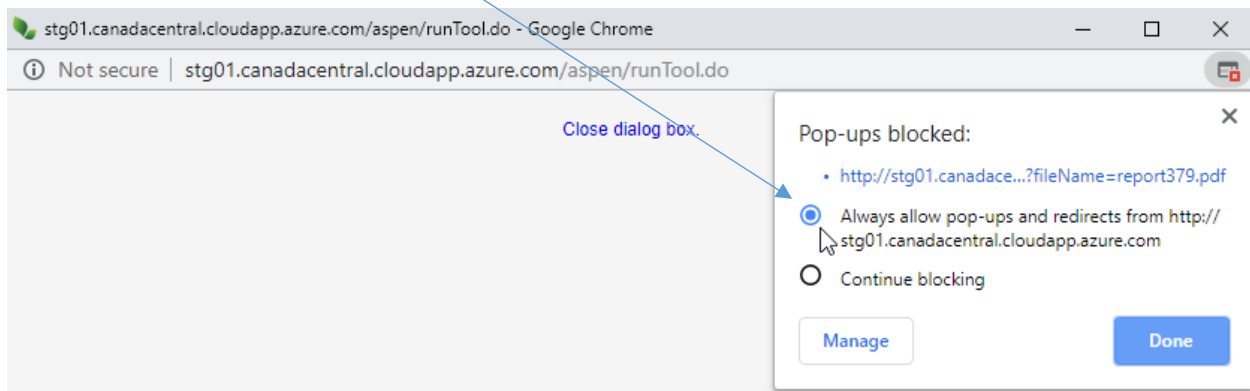 stg01.canadacentral.cloudapp.azure.com/aspen/runTool.do - Google Chrome
Not secure | stg01.canadacentral.cloudapp.azure.com/aspen/runTool.do
Close dialog box.
Pop-ups blocked:
• http://stg01.canadace...?fileName=report379.pdf
Always allow pop-ups and redirects from http://
stg01.canadacentral.cloudapp.azure.com
Continue blocking
Manage
Done